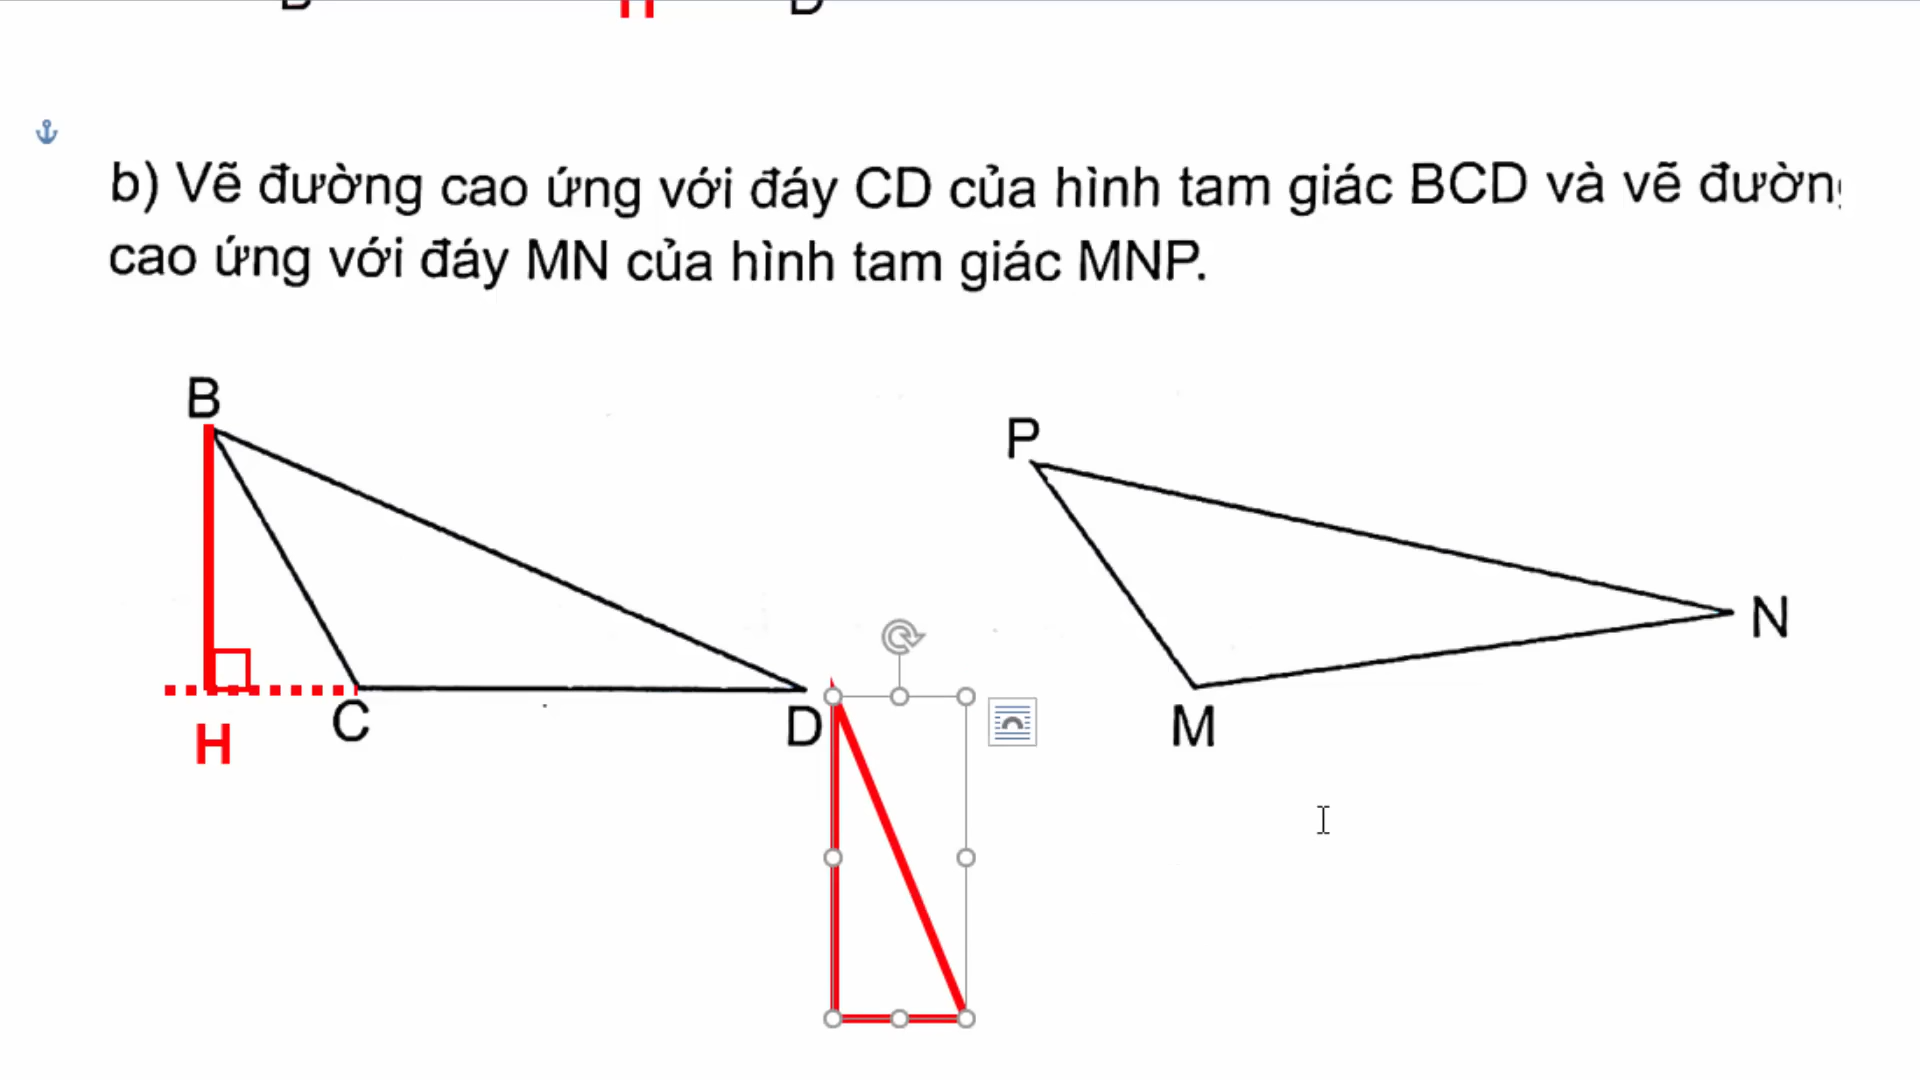 b) Vẽ đường cao ứng với đáy CD của hình tam giác BCD và vẽ đường
cao ứng với đáy MN của hình tam giác MNP.
B
P
N
C
D
M
H